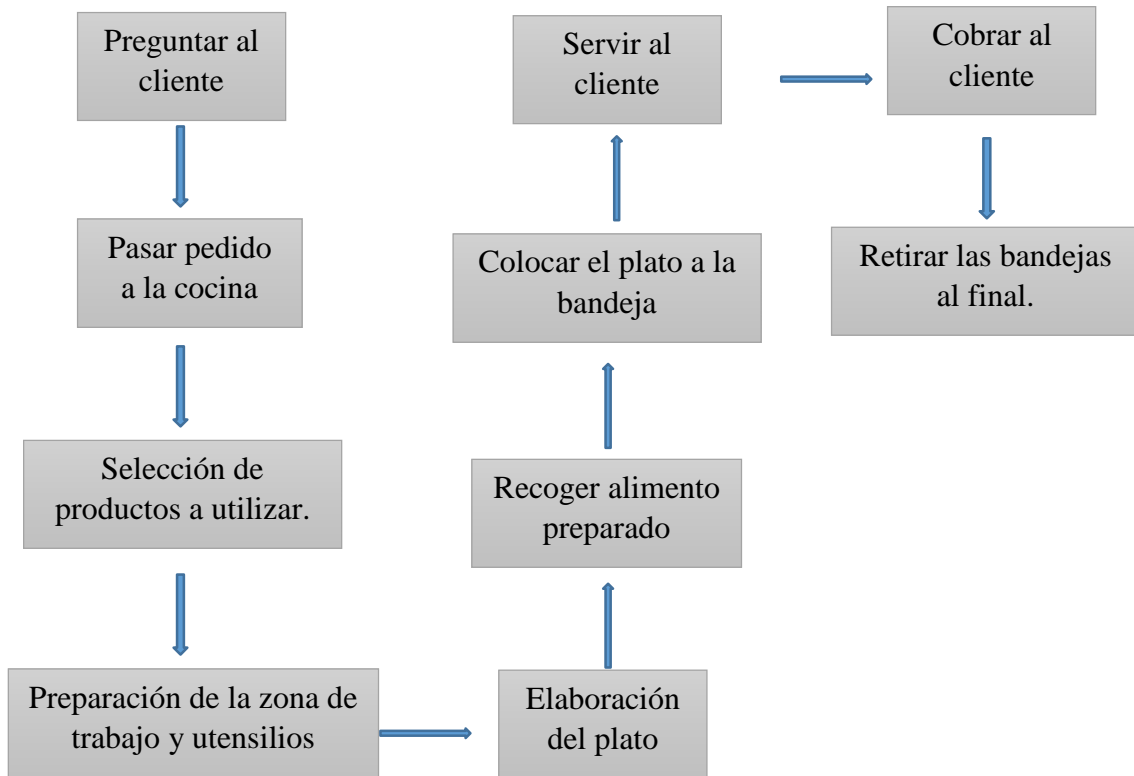 Preguntar al
cliente
Pasar pedido
a la cocina
Selección de
productos a utilizar.
Preparación de la zona de
trabajo y utensilios
Elaboración
del plato
Recoger alimento
preparado
Colocar el plato a la
bandeja
Servir al
cliente
Cobrar al
cliente
Retirar las bandejas
al final.